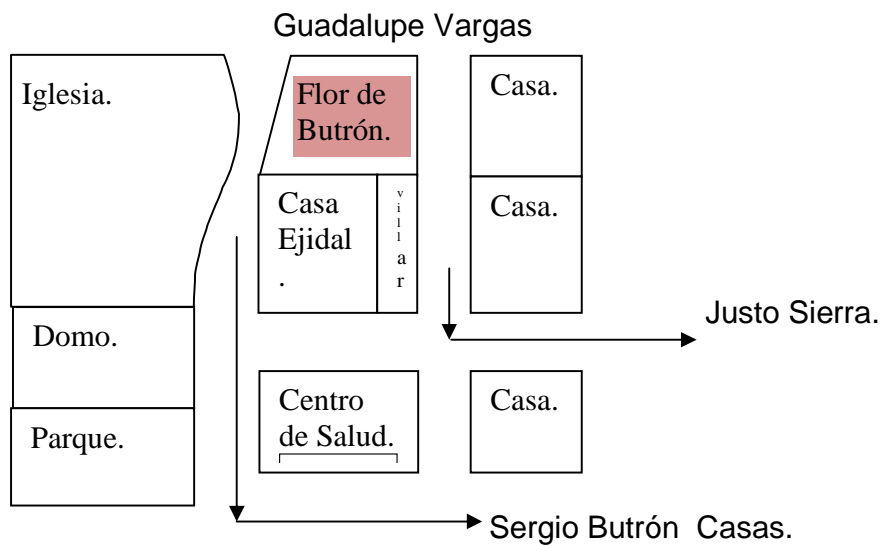 Guadalupe Vargas
Iglesia.
Flor de
Butrón.
Casa.
Casa
Ejidal
.
villar
Casa.
Justo Sierra.
Domo.
Centro
de Salud.
Casa.
Parque.
Sergio Butrón Casas.